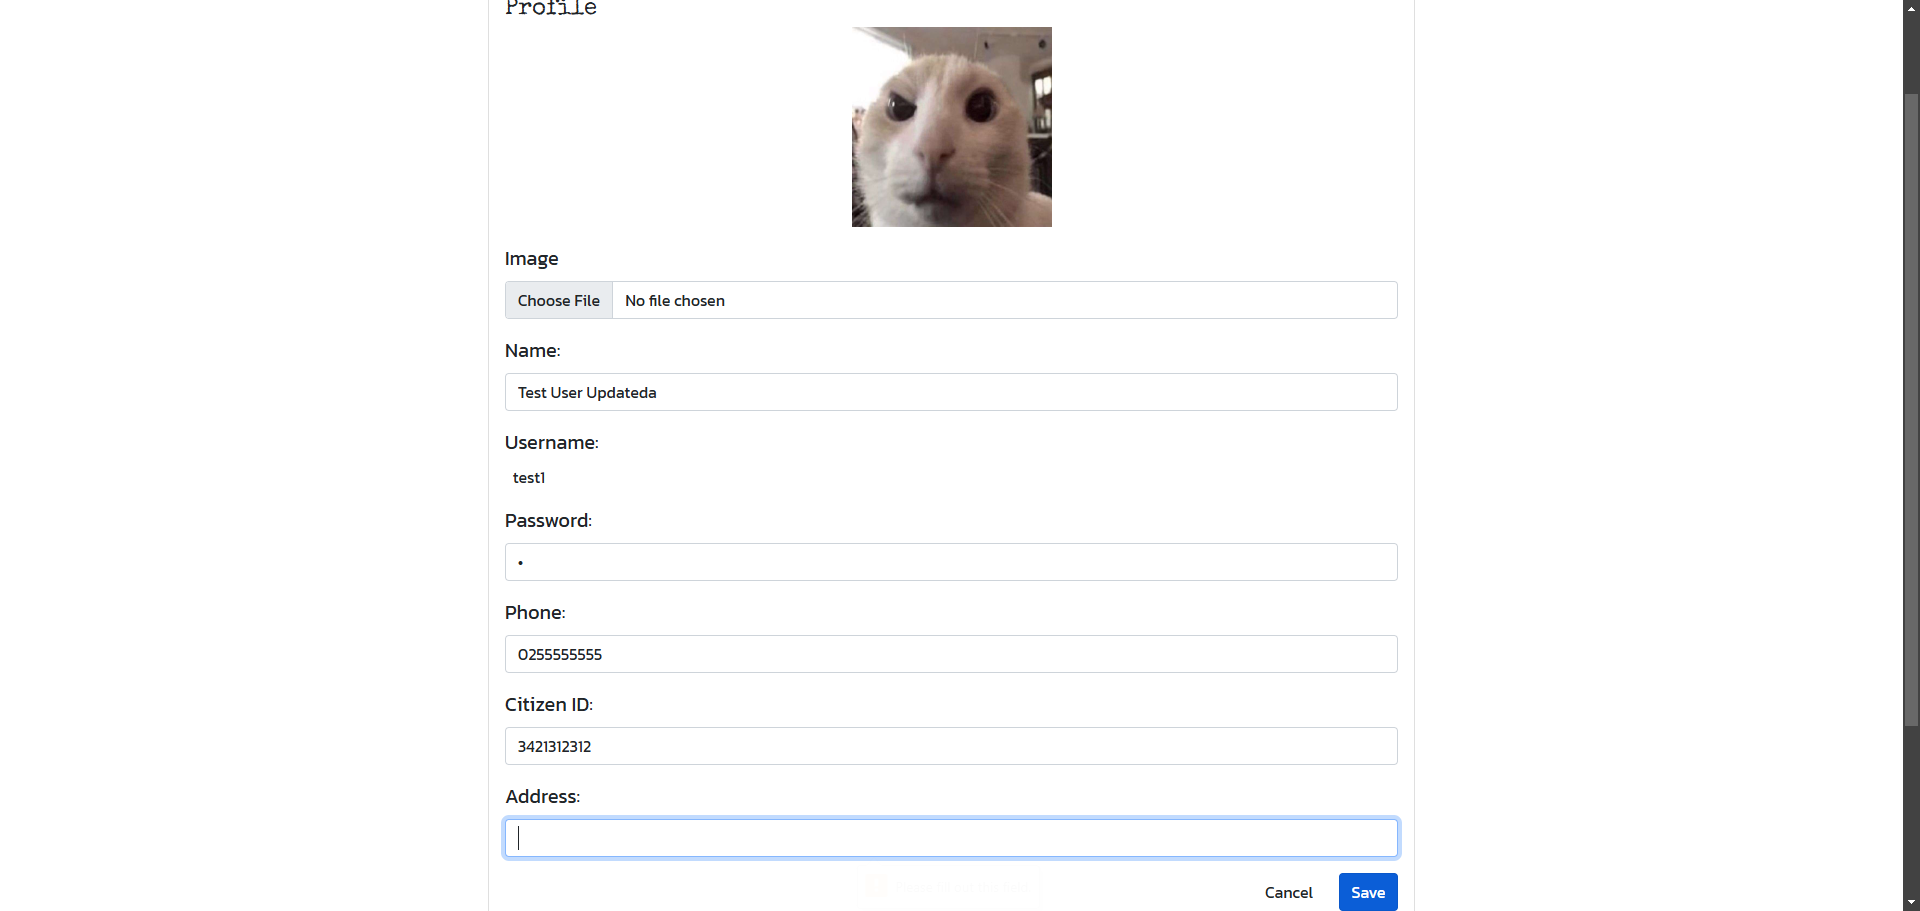 Profile
Image
Choose File No file chosen
Name:
Test User Updateda
Username:
test1
Password:
•
Phone:
0255555555
Citizen ID:
3421312312
Address:
Cancel Save